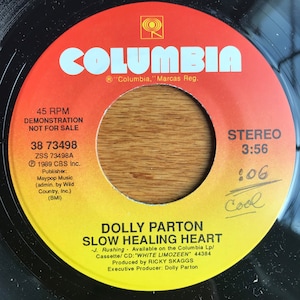 COLUMBIA
® "Columbia," Marcas Reg.
45 RPM
DEMONSTRATION
NOT FOR SALE
38 73498
ZSS 73498A
℗ 1989 CBS Inc.
Publisher:
Maypop Music
(admin. by Wild
Country, Inc.)
(BMI)
STEREO
3:56
:06
Cool
DOLLY PARTON
SLOW HEALING HEART
-J. Rushing - Available on the Columbia Lp/
Cassette/ CD:"WHITE LIMOZEEN" 44384
Produced by RICKY SKAGGS
Executive Producer: Dolly Parton